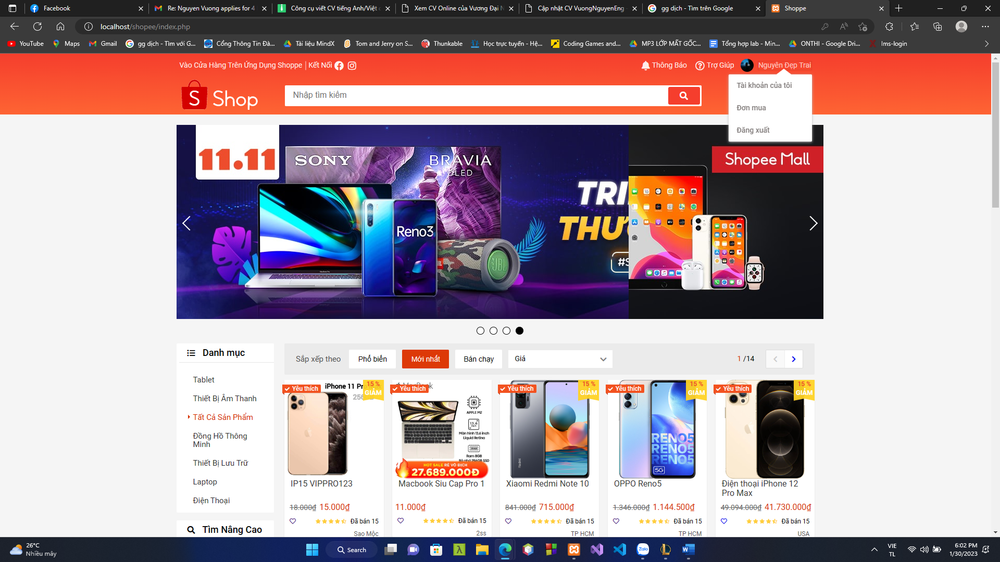 Facebook
Re: Nguyen Vuong applies for 4
Công cụ viết CV tiếng Anh/Việt
Xem CV Online của Vương Đại N
Cập nhật CV VuongNguyenEng
gg dịch - Tìm trên Google
Shoppe
localhost/shopee/index.php
YouTube
Maps
Gmail
gg dịch - Tìm với G...
Cổng Thông Tin Đà...
Tài liệu MindX
Tom and Jerry on S...
Thunkable
Học trực tuyến - Hệ...
Coding Games and...
MP3 LỚP MẤT GỐC...
Tổng hợp lab - Min...
ONTHI - Google Dri...
lms-login
Vào Cửa Hàng Trên Ứng Dụng Shoppe | Kết Nối
Thông Báo
Trợ Giúp
Nguyên Đẹp Trai
S Shop
Nhập tìm kiếm
Tài khoản của tôi
Đơn mua
Đăng xuất
11.11
SONY
BRAVIA
OLED
Reno3
JBL
TRI
THƯ
#S
Shopee Mall
Danh mục
Tablet
Thiết Bị Âm Thanh
Tất Cả Sản Phẩm
Đồng Hồ Thông
Minh
Thiết Bị Lưu Trữ
Laptop
Điện Thoại
Tìm Nâng Cao
Sắp xếp theo
Phổ biến
Mới nhất
Bán chạy
Giá
1 /14
Yêu thích
iPhone 11 Pr
256
15 %
GIẢM
IP15 VIPPRO123
18.000₫ 15.000₫
Đã bán 15
Sao Mộc
Yêu thích
MacBook
APPLE M2
13.6
Màn hình 13.6 inch
Liquid Retina
256GB
Ram 8GB
Bộ nhớ 256GB SSD
HOT SALE RẺ VÔ ĐỊCH
27.689.000Đ
Macbook Siu Cap Pro 1
11.000₫
Đã bán 15
2ss
Yêu thích
15 %
GIẢM
Redmi
Xiaomi Redmi Note 10
841.000₫ 715.000₫
Đã bán 15
TP HCM
Yêu thích
15 %
GIẢM
RENO5
RENO5
RENO5
5G
OPPO Reno5
1.346.000₫ 1.144.500₫
Đã bán 15
TP HCM
Yêu thích
15 %
GIẢM
Điện thoại iPhone 12
Pro Max
49.094.000₫ 41.730.000₫
Đã bán 15
USA
26°C
Nhiều mây
Search
Zalo
VIE
TL
6:02 PM
1/30/2023